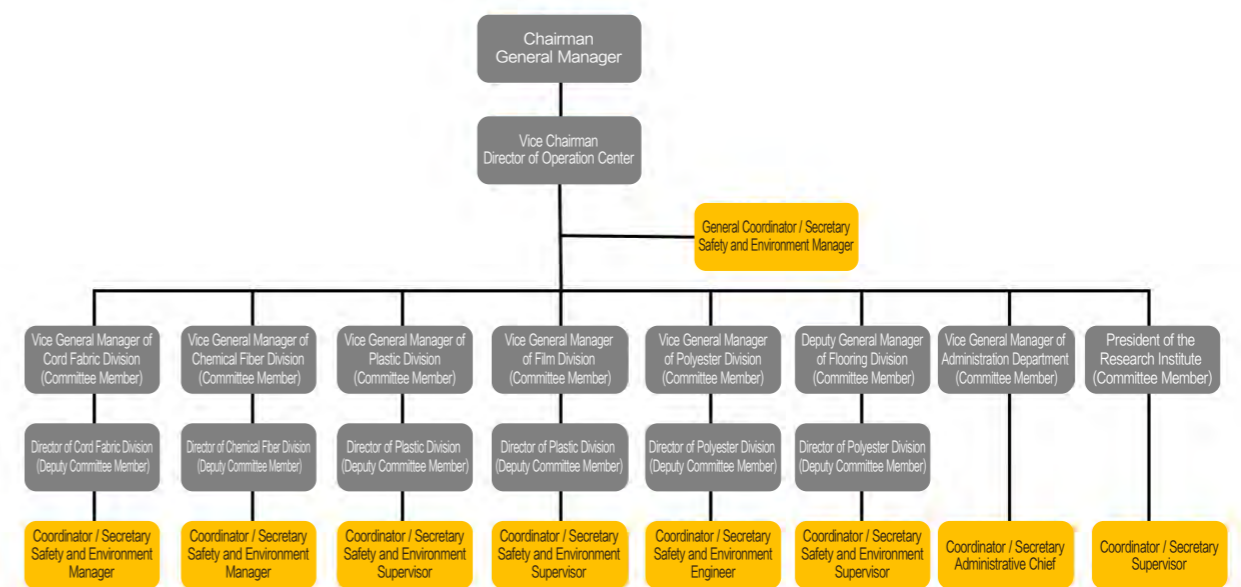 Chairman
General Manager
Vice Chairman
Director of Operation Center
General Coordinator / Secretary
Safety and Environment Manager
Vice General Manager of
Cord Fabric Division
(Committee Member)
Vice General Manager of
Chemical Fiber Division
(Committee Member)
Vice General Manager of
Plastic Division
(Committee Member)
Vice General Manager
of Film Division
(Committee Member)
Vice General Manager
of Polyester Division
(Committee Member)
Deputy General Manager
of Flooring Division
(Committee Member)
Vice General Manager of
Administration Department
(Committee Member)
President of the
Research Institute
(Committee Member)
Director of Cord Fabric Division
(Deputy Committee Member)
Director of Chemical Fiber Division
(Deputy Committee Member)
Director of Plastic Division
(Deputy Committee Member)
Director of Plastic Division
(Deputy Committee Member)
Director of Polyester Division
(Deputy Committee Member)
Director of Polyester Division
(Deputy Committee Member)
Coordinator / Secretary
Safety and Environment
Manager
Coordinator / Secretary
Safety and Environment
Manager
Coordinator / Secretary
Safety and Environment
Supervisor
Coordinator / Secretary
Safety and Environment
Supervisor
Coordinator / Secretary
Safety and Environment
Engineer
Coordinator / Secretary
Safety and Environment
Supervisor
Coordinator / Secretary
Administrative Chief
Coordinator / Secretary
Supervisor